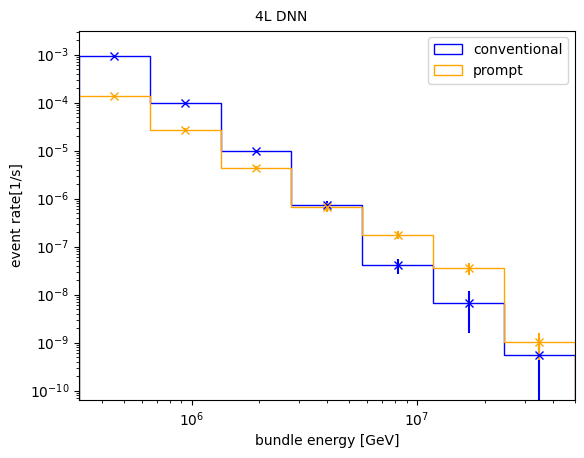 4L DNN
conventional
prompt
event rate[1/s]
10⁻³
10⁻⁴
10⁻⁵
10⁻⁶
10⁻⁷
10⁻⁸
10⁻⁹
10⁻¹⁰
10⁶
10⁷
bundle energy [GeV]